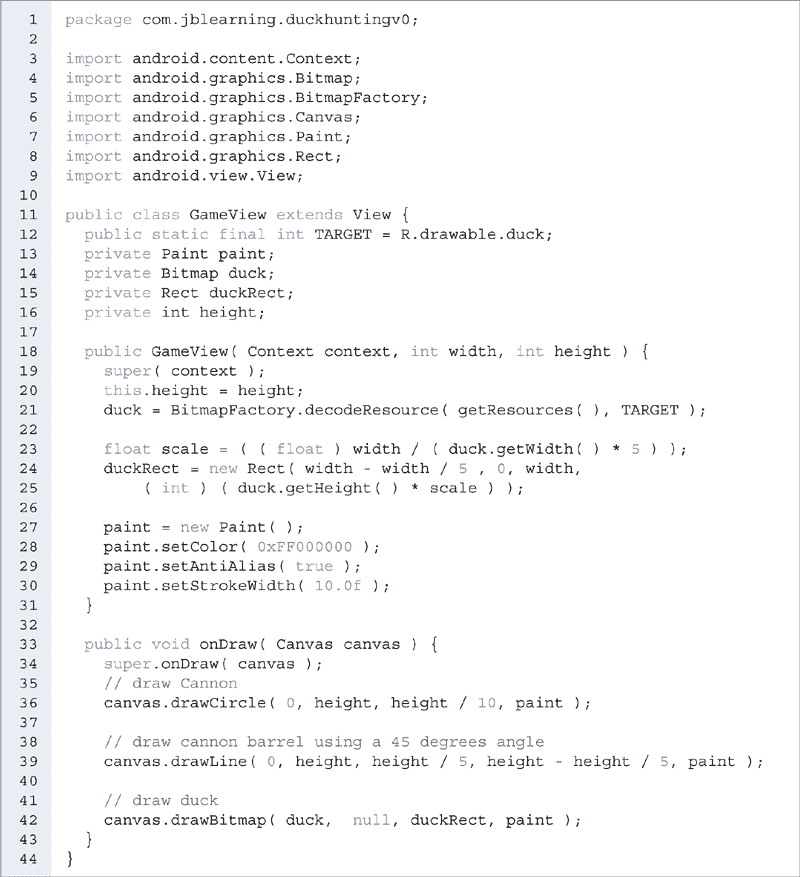 1 package com.jblearning.duckhuntingv0;
2
3 import android.content.Context;
4 import android.graphics.Bitmap;
5 import android.graphics.BitmapFactory;
6 import android.graphics.Canvas;
7 import android.graphics.Paint;
8 import android.graphics.Rect;
9 import android.view.View;
10
11 public class GameView extends View {
12   public static final int TARGET = R.drawable.duck;
13   private Paint paint;
14   private Bitmap duck;
15   private Rect duckRect;
16   private int height;
17
18   public GameView( Context context, int width, int height ) {
19     super( context );
20     this.height = height;
21     duck = BitmapFactory.decodeResource( getResources( ), TARGET );
22
23     float scale = ( ( float ) width / ( duck.getWidth( ) * 5 ) );
24     duckRect = new Rect( width - width / 5 , 0, width,
25         ( int ) ( duck.getHeight( ) * scale ) );
26
27     paint = new Paint( );
28     paint.setColor( 0xFF000000 );
29     paint.setAntiAlias( true );
30     paint.setStrokeWidth( 10.0f );
31   }
32
33   public void onDraw( Canvas canvas ) {
34     super.onDraw( canvas );
35     // draw Cannon
36     canvas.drawCircle( 0, height, height / 10, paint );
37
38     // draw cannon barrel using a 45 degrees angle
39     canvas.drawLine( 0, height, height / 5, height - height / 5, paint );
40
41     // draw duck
42     canvas.drawBitmap( duck,  null, duckRect, paint );
43   }
44 }